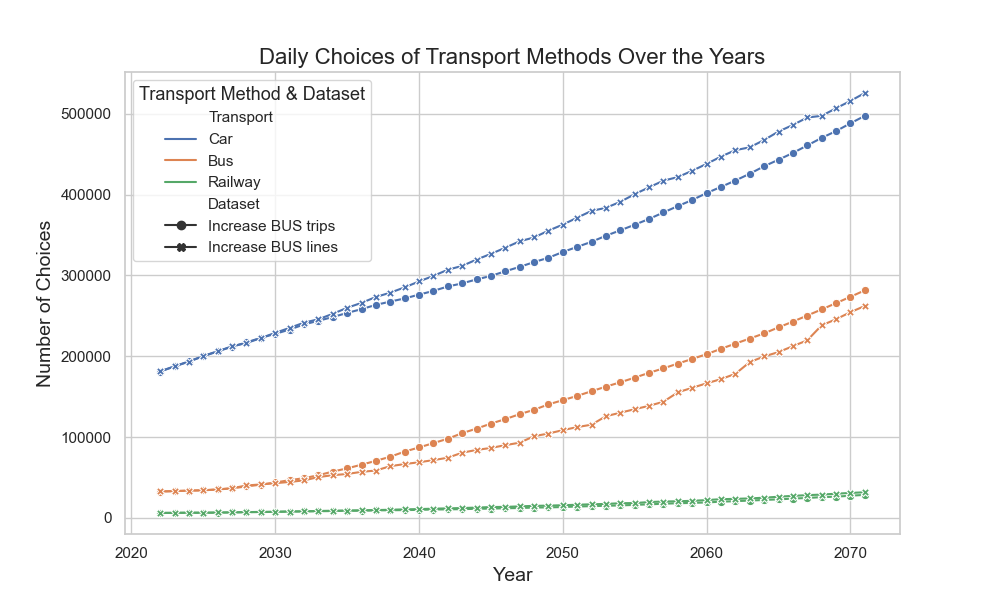 Daily Choices of Transport Methods Over the Years
Transport Method & Dataset
Transport
Car
Bus
Railway
Dataset
Increase BUS trips
Increase BUS lines
Number of Choices
500000
400000
300000
200000
100000
0
2020 2030 2040 2050 2060 2070
Year